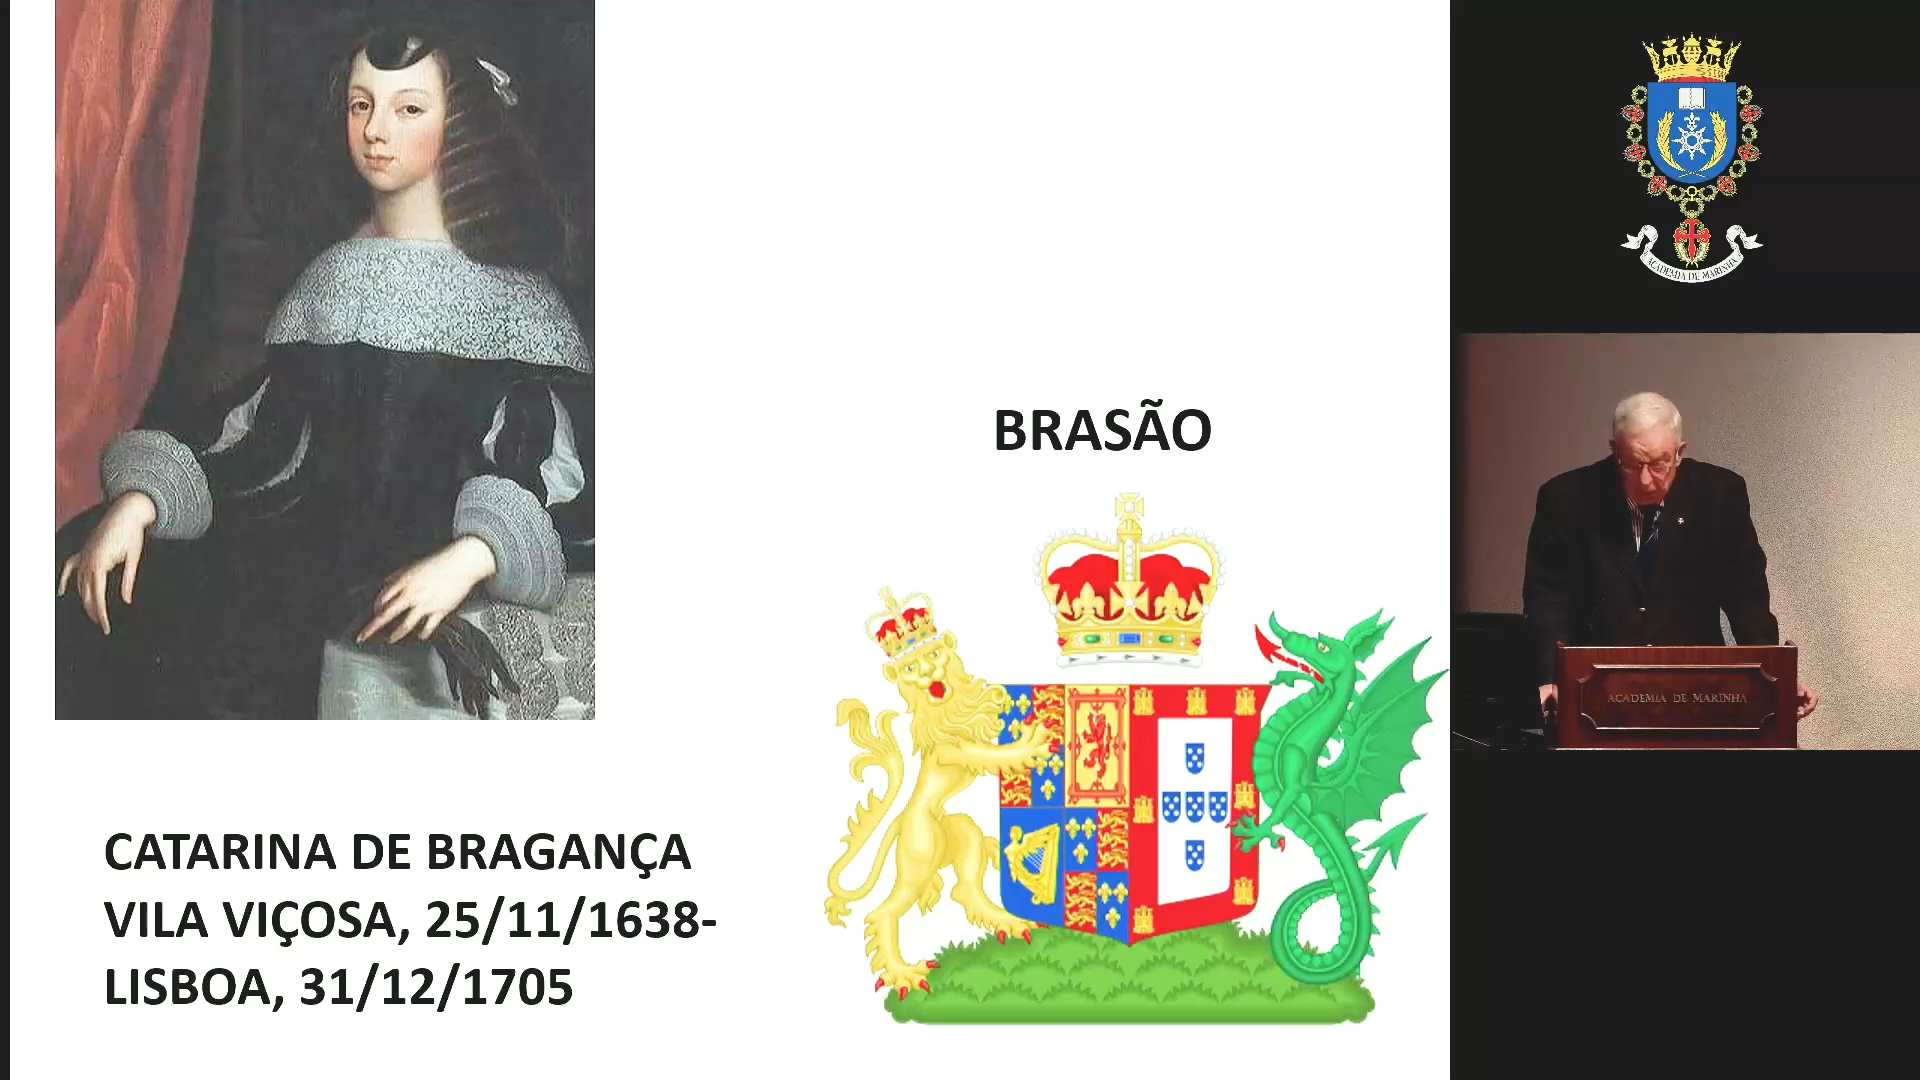 BRASÃO
CATARINA DE BRAGANÇA
VILA VIÇOSA, 25/11/1638-
LISBOA, 31/12/1705
ACADEMIA DE MARINHA
ACADEMIA DE MARINHA